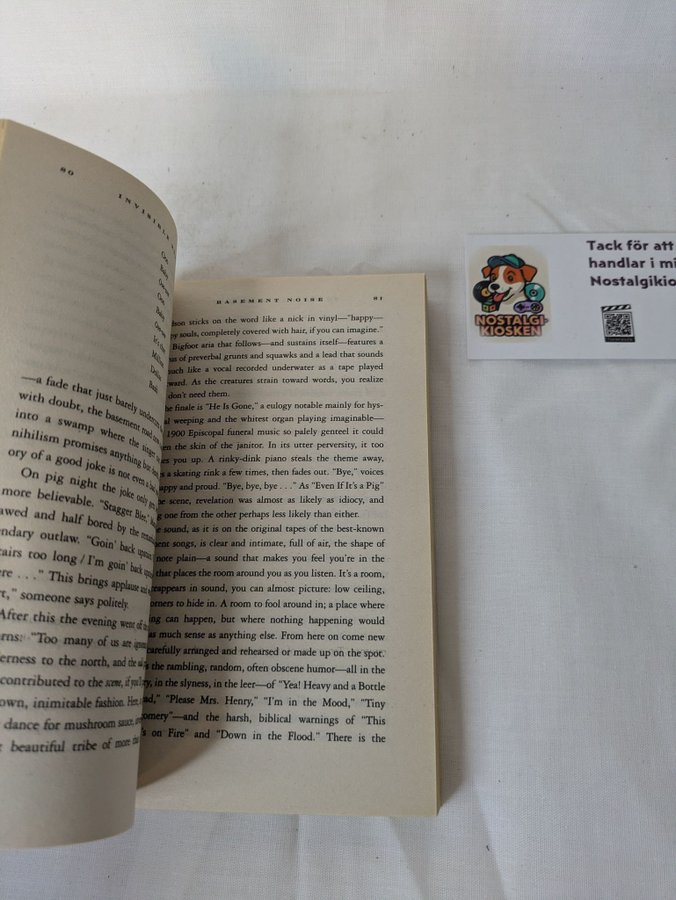 80
INVISIBLE
—a fade that just barely
with doubt, the basement road
into a swamp where the
nihilism promises anything but
ory of a good joke is not even a
On pig night the joke only
more believable. "Stagger
awed and half bored by the
endary outlaw. "Goin' back
airs too long / I'm goin' back
ere . . ." This brings applause and
," someone says politely.
After this the evening went
rns: "Too many of us are
erness to the north, and the
contributed to the scene, if
own, inimitable fashion. Here,
dance for mushroom sauce,
t beautiful tribe of more
BASEMENT NOISE 81
dson sticks on the word like a nick in vinyl—"happy—
py souls, completely covered with hair, if you can imagine."
Bigfoot aria that follows—and sustains itself—features a
us of preverbal grunts and squawks and a lead that sounds
uch like a vocal recorded underwater as a tape played
ward. As the creatures strain toward words, you realize
don't need them.
he finale is "He Is Gone," a eulogy notable mainly for hys-
al weeping and the whitest organ playing imaginable—
1900 Episcopal funeral music so palely genteel it could
en the skin of the janitor. In its utter perversity, it too
es you up. A rinky-dink piano steals the theme away,
s a skating rink a few times, then fades out. "Bye," voices
appy and proud. "Bye, bye, bye . . ." As "Even If It's a Pig"
he scene, revelation was almost as likely as idiocy, and
g one from the other perhaps less likely than either.
e sound, as it is on the original tapes of the best-known
ent songs, is clear and intimate, full of air, the shape of
note plain—a sound that makes you feel you're in the
that places the room around you as you listen. It's a room,
reappears in sound, you can almost picture: low ceiling,
orners to hide in. A room to fool around in; a place where
ng can happen, but where nothing happening would
as much sense as anything else. From here on come new
carefully arranged and rehearsed or made up on the spot.
s the rambling, random, often obscene humor—all in the
y, in the slyness, in the leer—of "Yea! Heavy and a Bottle
ad," "Please Mrs. Henry," "I'm in the Mood," "Tiny
omery"—and the harsh, biblical warnings of "This
's on Fire" and "Down in the Flood." There is the
NOSTALGI-
KIOSKEN
Tack för att
handlar i mi
Nostalgikio